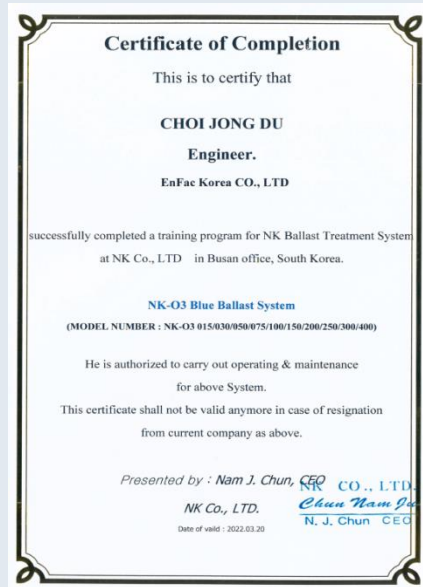 Certificate of Completion
This is to certify that
CHOI JONG DU
Engineer.
EnFac Korea CO., LTD
successfully completed a training program for NK Ballast Treatment System
at NK Co., LTD in Busan office, South Korea.
NK-O3 Blue Ballast System
(MODEL NUMBER : NK-O3 015/030/050/075/100/150/200/250/300/400)
He is authorized to carry out operating & maintenance
for above System.
This certificate shall not be valid anymore in case of resignation
from current company as above.
Presented by : Nam J. Chun, CEO
NK CO., LTD.
NK Co., LTD.
Chun Nam Ju
N. J. Chun CEO
Date of vaild : 2022.03.20